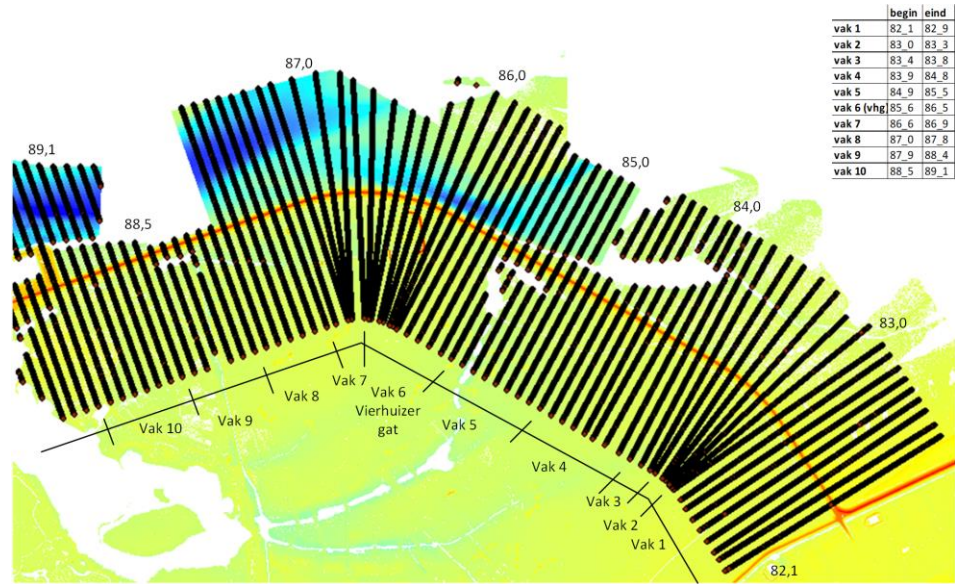 begin eind
vak 1 82_1 82_9
vak 2 83_0 83_3
vak 3 83_4 83_8
vak 4 83_9 84_8
vak 5 84_9 85_5
vak 6 (vhg) 85_6 86_5
vak 7 86_6 86_9
vak 8 87_0 87_8
vak 9 87_9 88_4
vak 10 88_5 89_1
87,0
86,0
89,1
85,0
84,0
88,5
83,0
Vak 7
Vak 6
Vierhuizer
gat
Vak 8
Vak 9
Vak 10
Vak 5
Vak 4
Vak 3
Vak 2
Vak 1
82,1